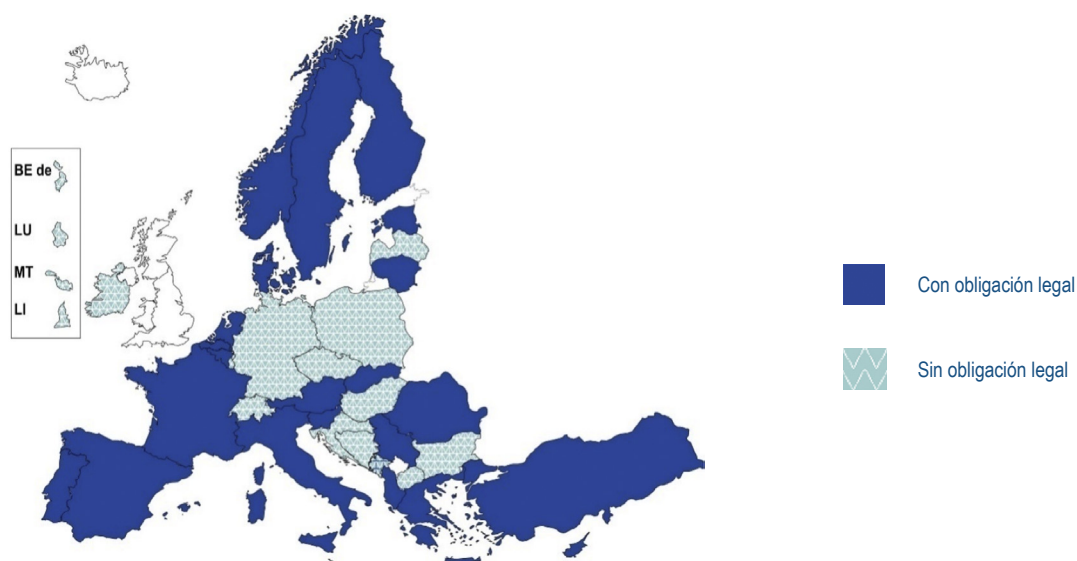 BE de
LU
MT
LI
Con obligación legal
Sin obligación legal